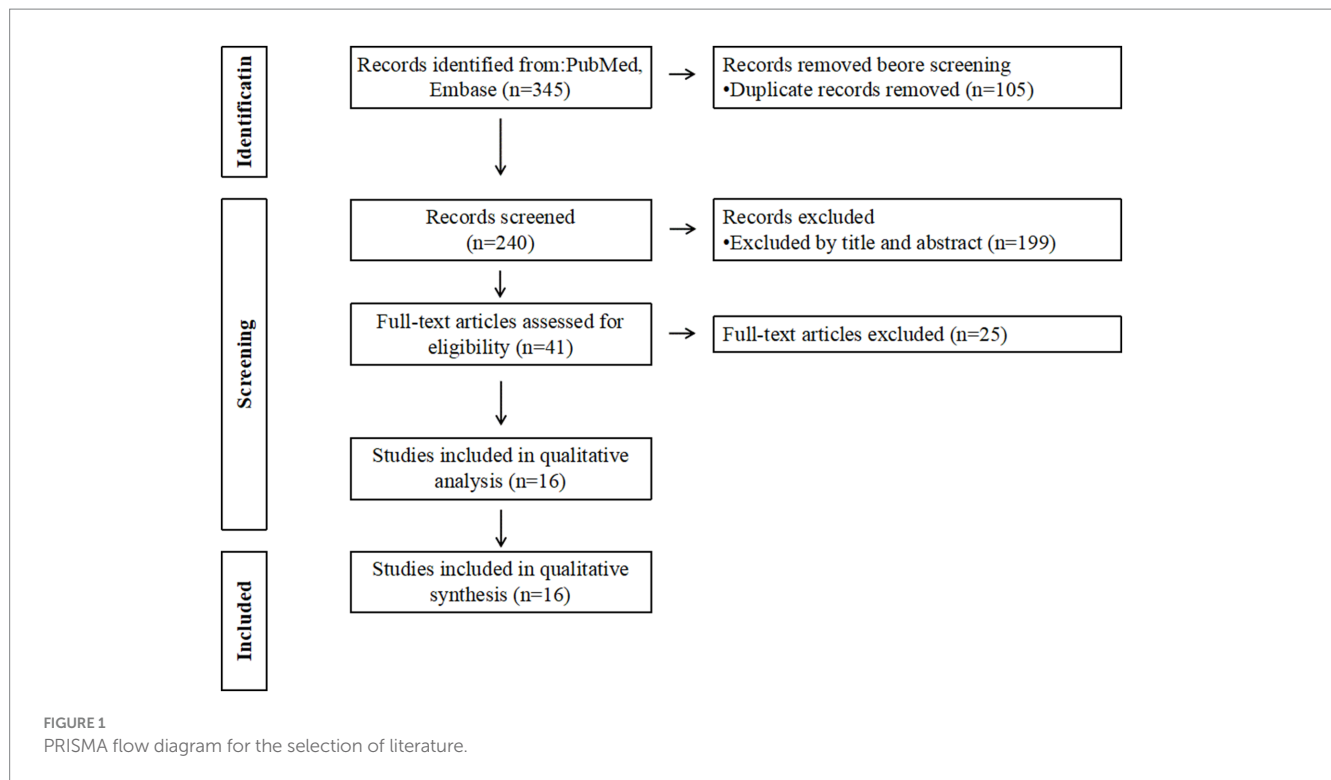 Identificatin
Records identified from:PubMed,
Embase (n=345)
Records removed beore screening
•Duplicate records removed (n=105)
Screening
Records screened
(n=240)
Records excluded
•Excluded by title and abstract (n=199)
Full-text articles assessed for
eligibility (n=41)
Full-text articles excluded (n=25)
Studies included in qualitative
analysis (n=16)
Included
Studies included in qualitative
synthesis (n=16)
FIGURE 1
PRISMA flow diagram for the selection of literature.